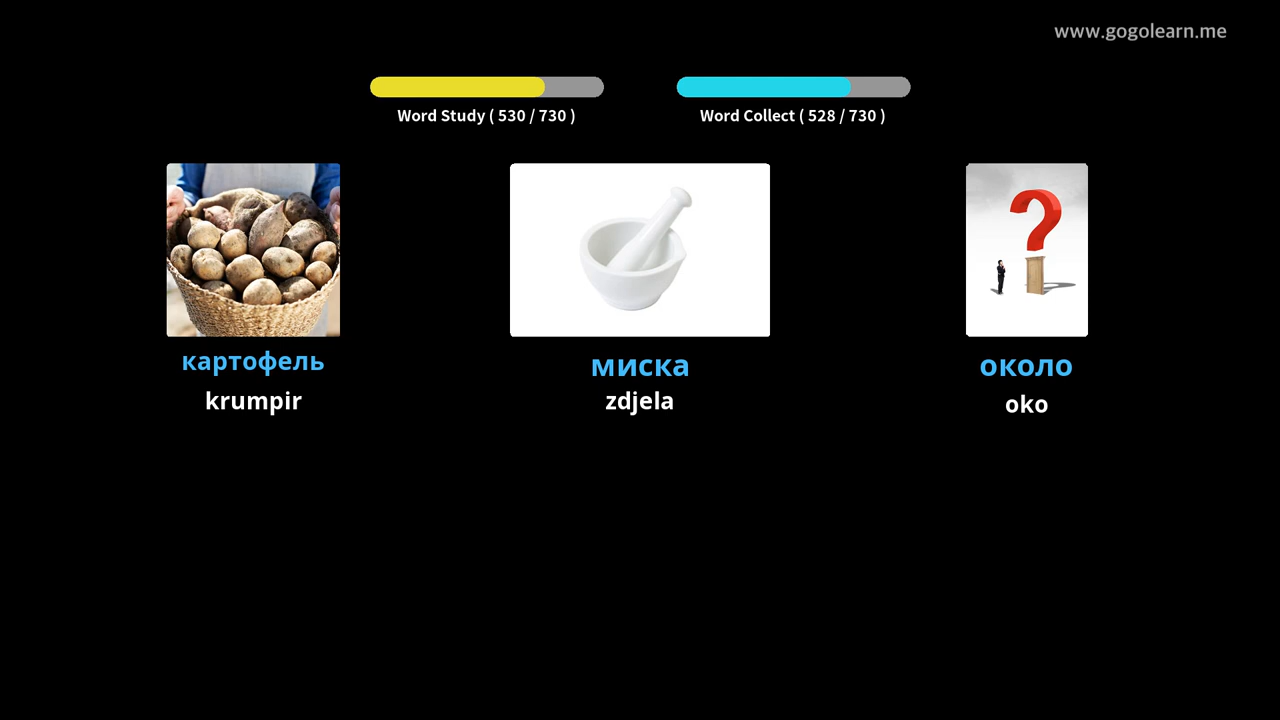 www.gogolearn.me
Word Study ( 530 / 730 )
Word Collect ( 528 / 730 )
картофель
krumpir
миска
zdjela
около
oko